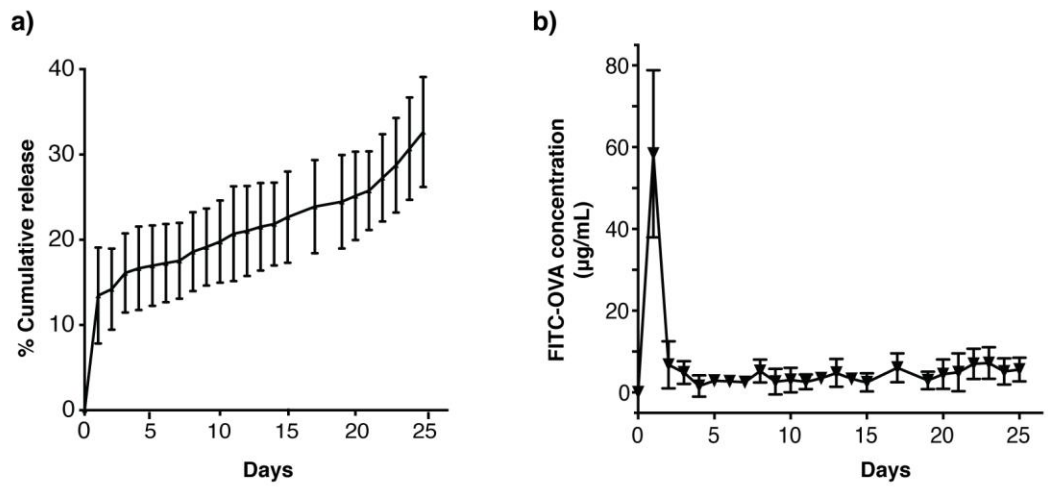 a)
% Cumulative release
40
30
20
10
0
0 5 10 15 20 25
Days
b)
FITC-OVA concentration
(µg/mL)
80
60
40
20
0
0 5 10 15 20 25
Days